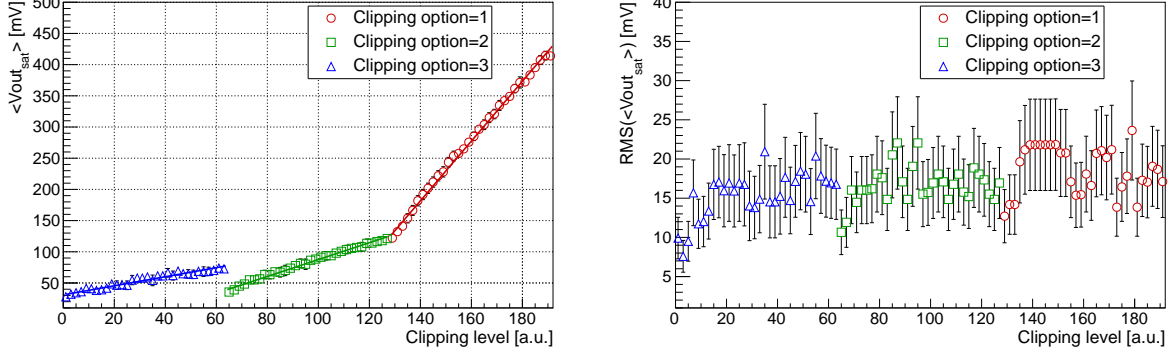 <Vout_sat> [mV]
500
450
400
350
300
250
200
150
100
50
0 20 40 60 80 100 120 140 160 180
Clipping level [a.u.]
Clipping option=1
Clipping option=2
Clipping option=3
RMS(<Vout_sat>) [mV]
40
35
30
25
20
15
10
5
0 20 40 60 80 100 120 140 160 180
Clipping level [a.u.]
Clipping option=1
Clipping option=2
Clipping option=3